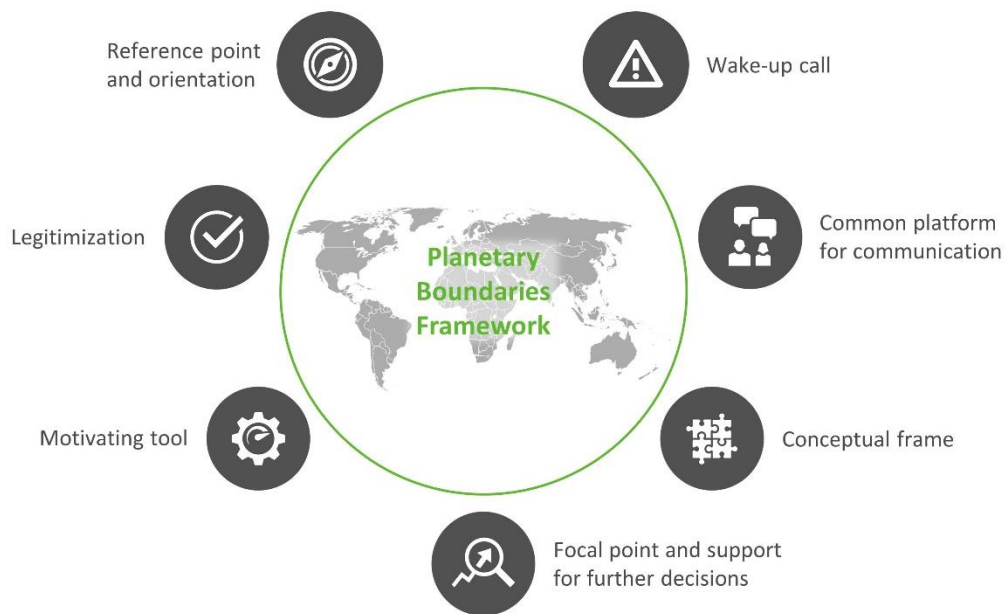 Reference point
and orientation
Wake-up call
Legitimization
Common platform
for communication
Planetary
Boundaries
Framework
Motivating tool
Conceptual frame
Focal point and support
for further decisions